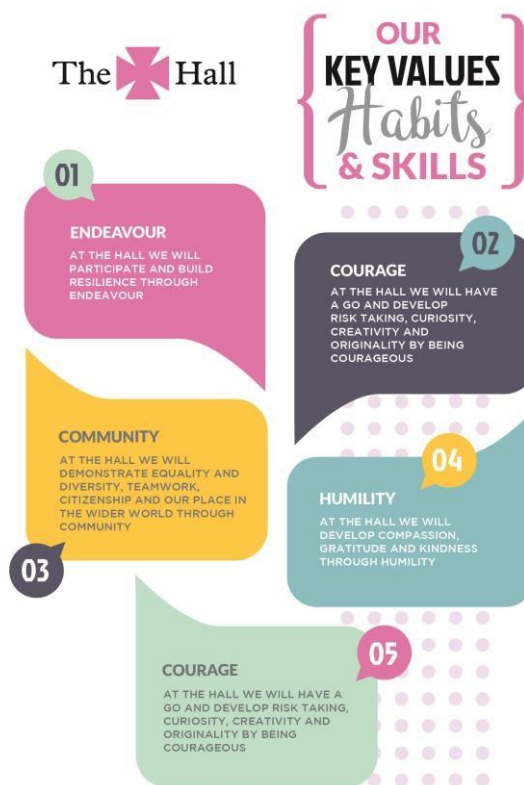 The Hall
OUR
KEY VALUES
Habits
& SKILLS
01
ENDEAVOUR
AT THE HALL WE WILL
PARTICIPATE AND BUILD
RESILIENCE THROUGH
ENDEAVOUR
02
COURAGE
AT THE HALL WE WILL HAVE
A GO AND DEVELOP
RISK TAKING, CURIOSITY,
CREATIVITY AND
ORIGINALITY BY BEING
COURAGEOUS
COMMUNITY
AT THE HALL WE WILL
DEMONSTRATE EQUALITY AND
DIVERSITY, TEAMWORK,
CITIZENSHIP AND OUR PLACE IN
THE WIDER WORLD THROUGH
COMMUNITY
03
04
HUMILITY
AT THE HALL WE WILL
DEVELOP COMPASSION,
GRATITUDE AND KINDNESS
THROUGH HUMILITY
05
COURAGE
AT THE HALL WE WILL HAVE A
GO AND DEVELOP RISK TAKING,
CURIOSITY, CREATIVITY AND
ORIGINALITY BY BEING
COURAGEOUS